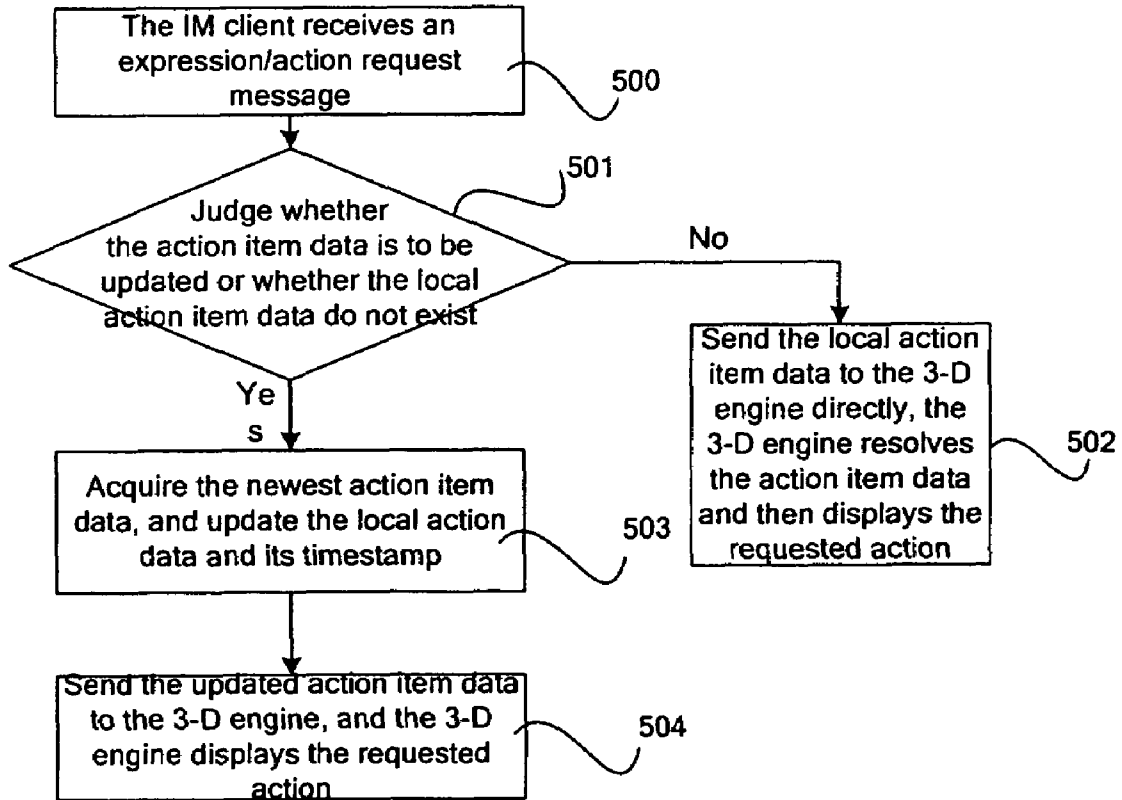 The IM client receives an
expression/action request
message
500
501
Judge whether
the action item data is to be
updated or whether the local
action item data do not exist
No
Ye
s
Send the local action
item data to the 3-D
engine directly, the
3-D engine resolves
the action item data
and then displays the
requested action
502
Acquire the newest action item
data, and update the local action
data and its timestamp
503
Send the updated action item data
to the 3-D engine, and the 3-D
engine displays the requested
action
504